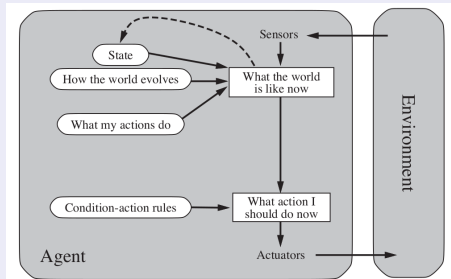 Sensors
State
How the world evolves
What the world
is like now
What my actions do
Condition-action rules
What action I
should do now
Agent
Actuators
Environment